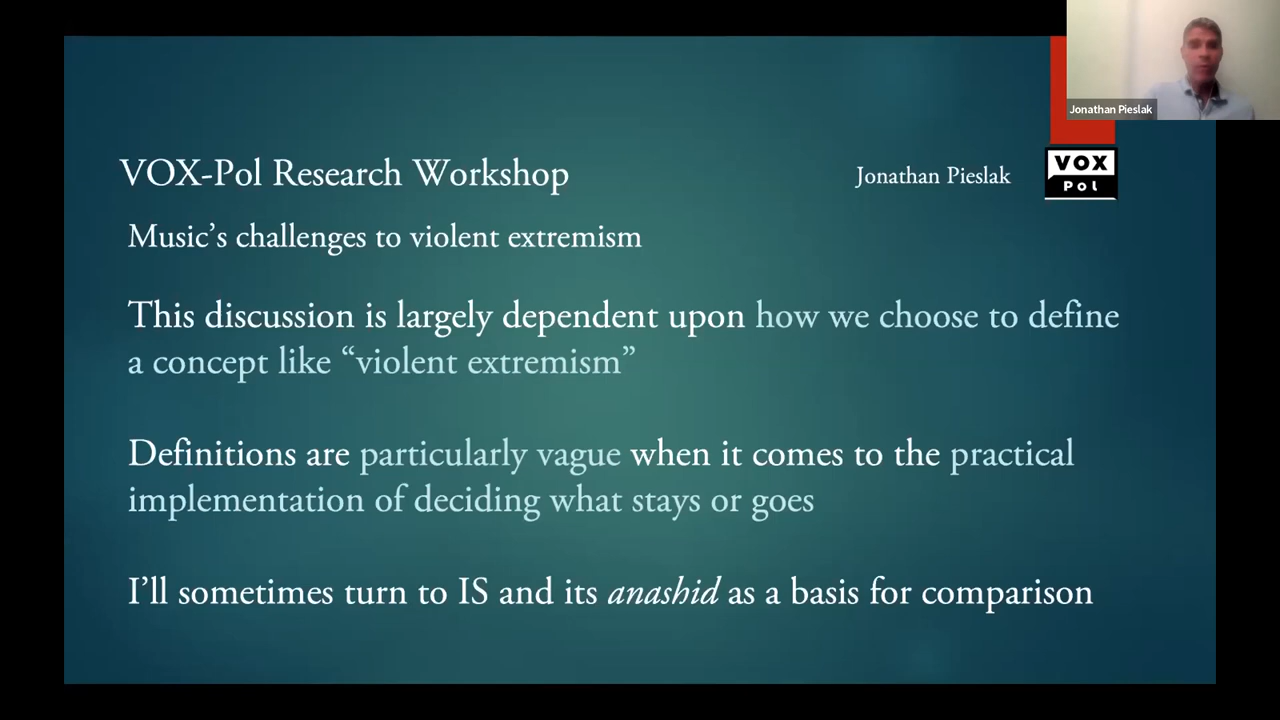 Jonathan Pieslak
VOX-Pol Research Workshop
Jonathan Pieslak
VOX
Pol
Music’s challenges to violent extremism
This discussion is largely dependent upon how we choose to define
a concept like “violent extremism”
Definitions are particularly vague when it comes to the practical
implementation of deciding what stays or goes
I’ll sometimes turn to IS and its anashid as a basis for comparison